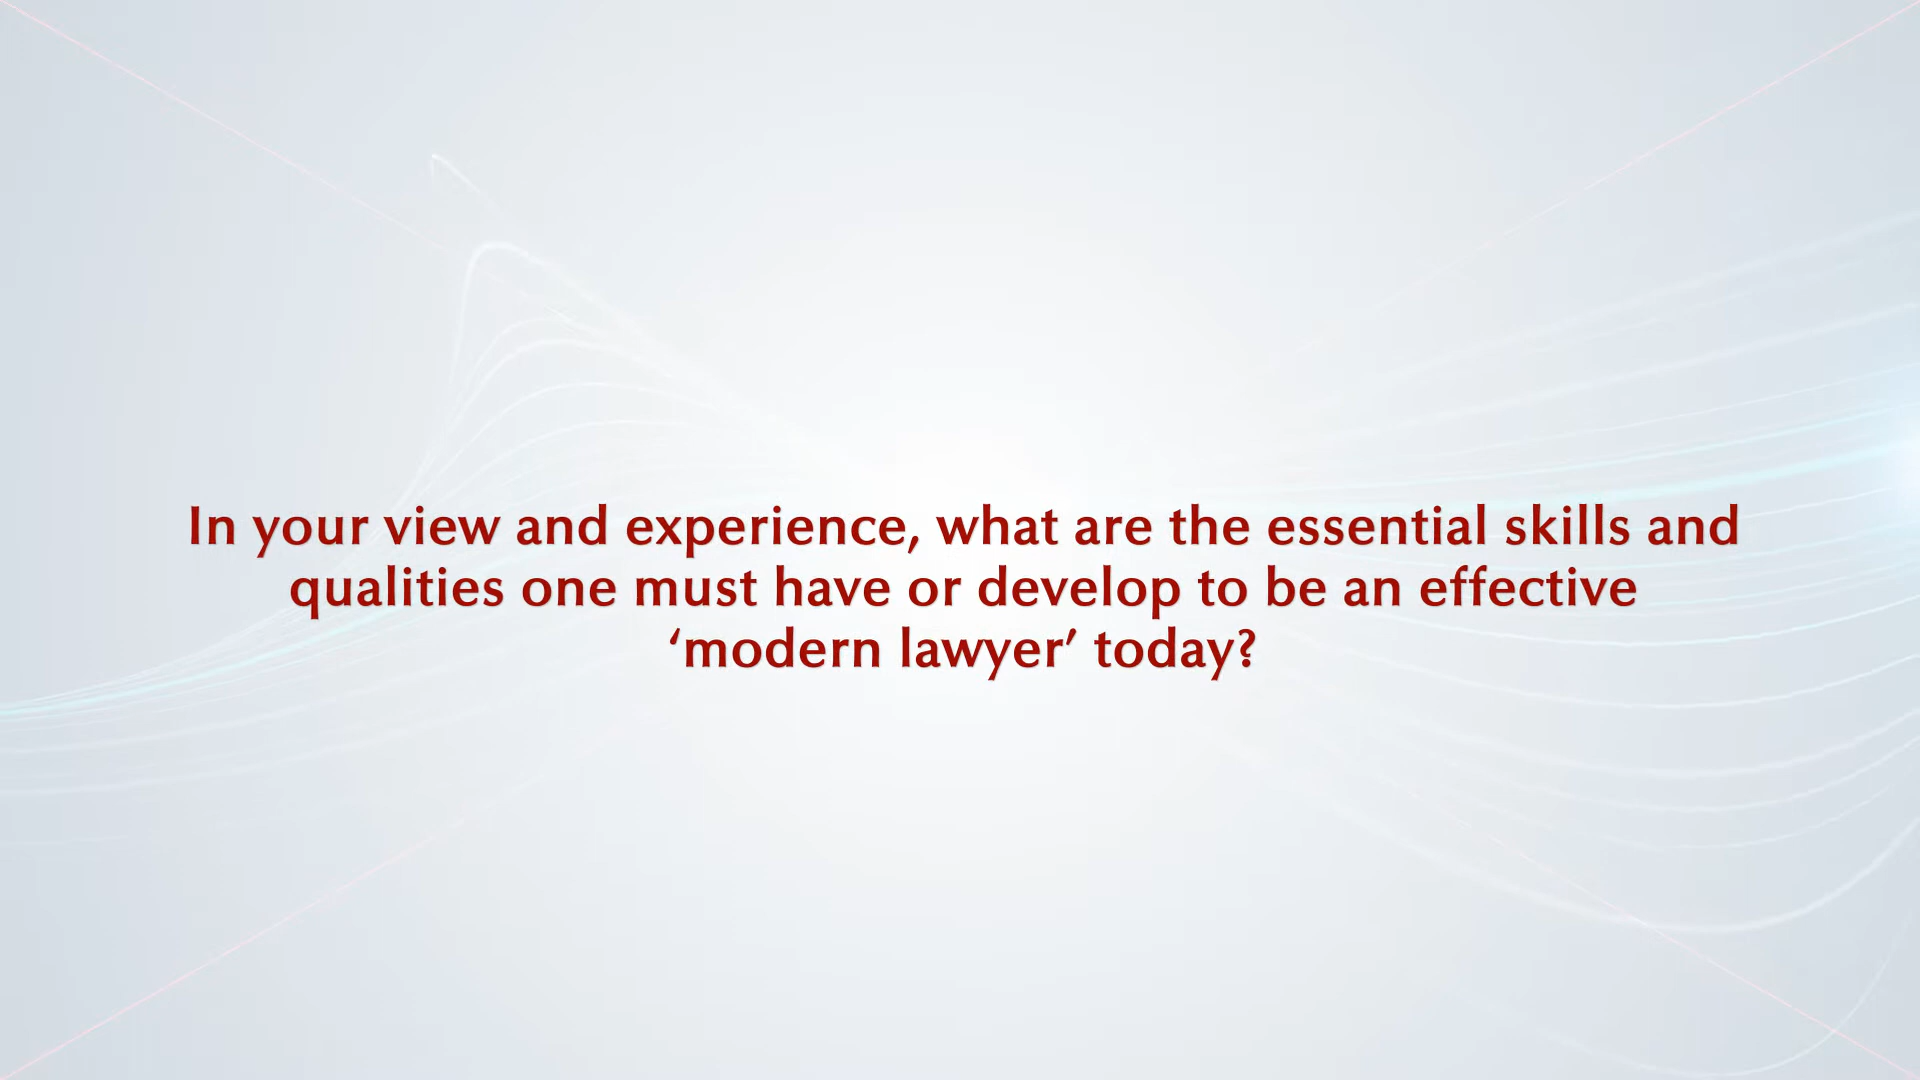 In your view and experience, what are the essential skills and
qualities one must have or develop to be an effective
‘modern lawyer’ today?